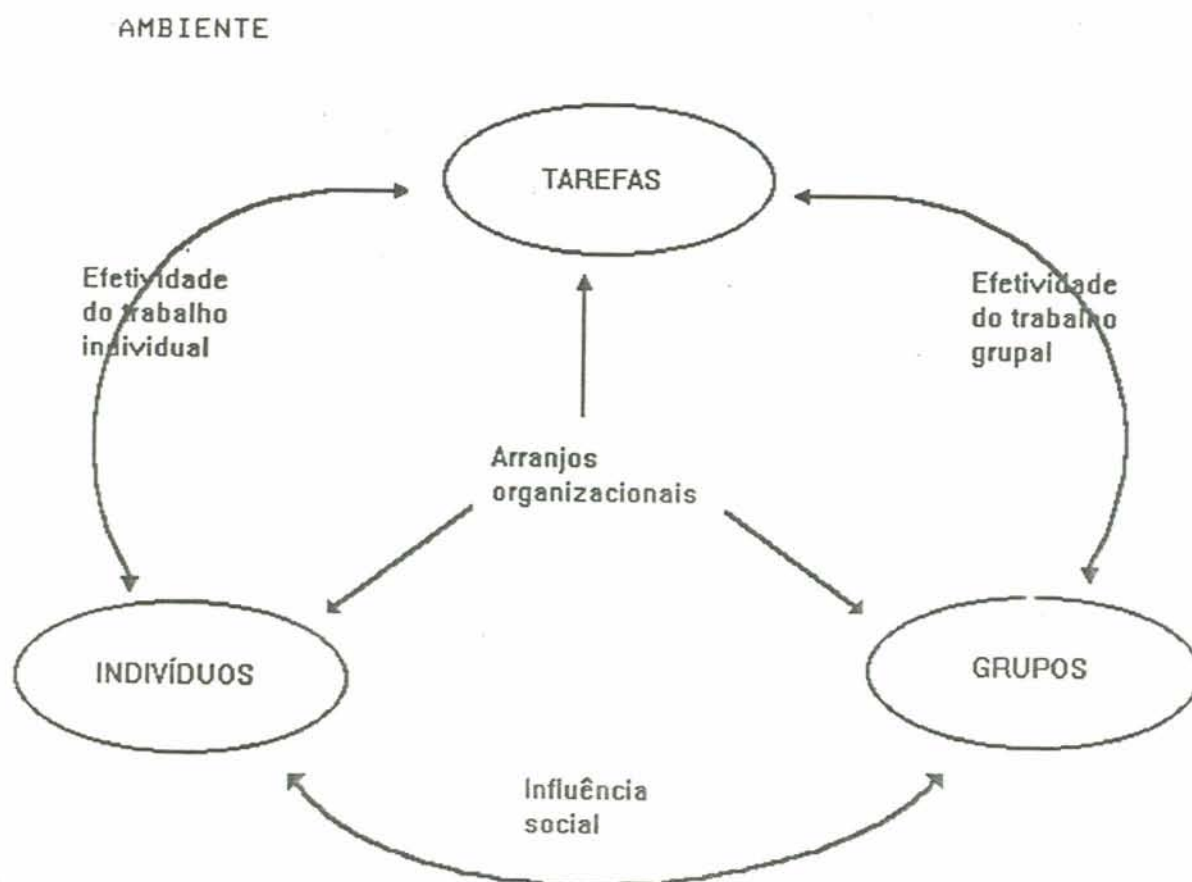 AMBIENTE
TAREFAS
Efetividade
do trabalho
individual
Efetividade
do trabalho
grupal
Arranjos
organizacionais
INDIVÍDUOS
GRUPOS
Influência
social